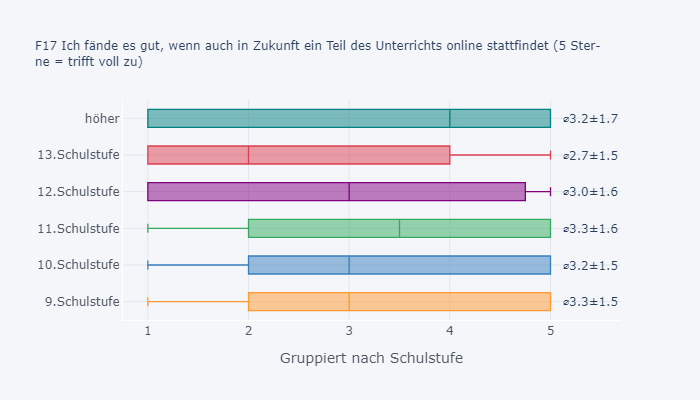 F17 Ich fände es gut, wenn auch in Zukunft ein Teil des Unterrichts online stattfindet (5 Ster-
ne = trifft voll zu)
höher ⌀3.2±1.7
13.Schulstufe ⌀2.7±1.5
12.Schulstufe ⌀3.0±1.6
11.Schulstufe ⌀3.3±1.6
10.Schulstufe ⌀3.2±1.5
9.Schulstufe ⌀3.3±1.5
1 2 3 4 5
Gruppiert nach Schulstufe